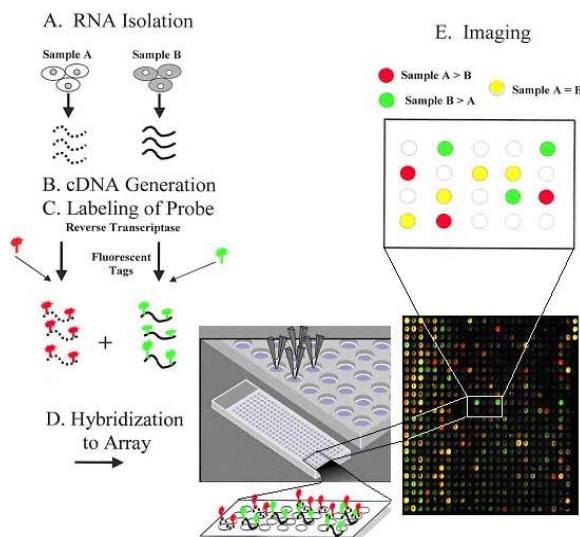 A. RNA Isolation
Sample A
Sample B
B. cDNA Generation
C. Labeling of Probe
Reverse Transcriptase
Fluorescent
Tags
+
D. Hybridization
to Array
E. Imaging
Sample A > B
Sample B > A
Sample A = B